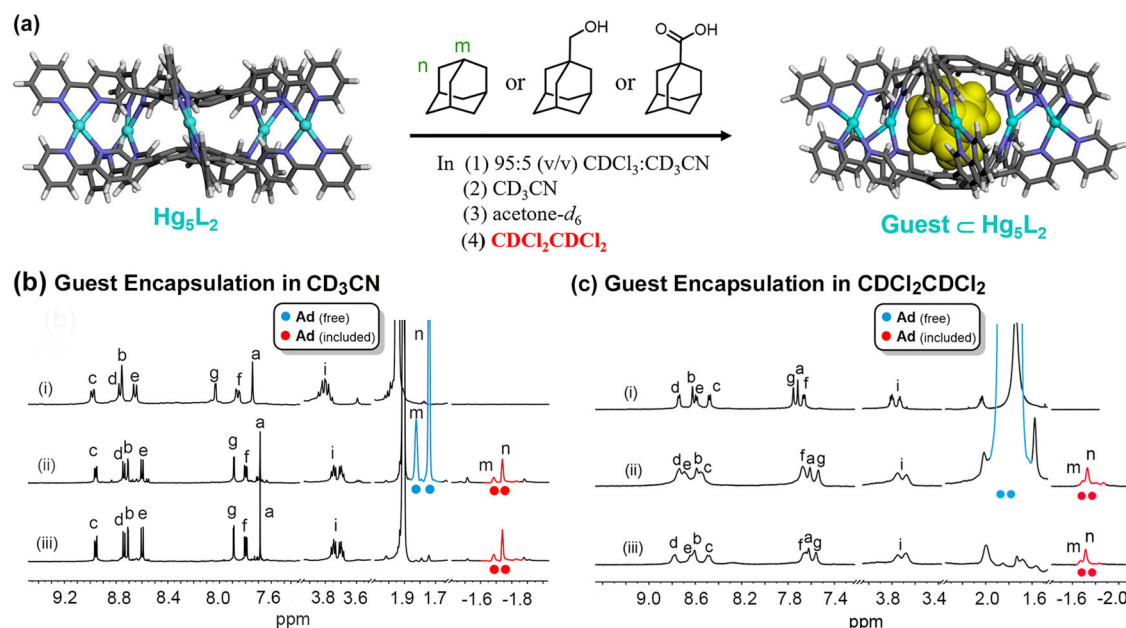 (a)
m
n
or
OH
or
O
OH
In (1) 95:5 (v/v) CDCl₃:CD₃CN
(2) CD₃CN
(3) acetone-d₆
(4) CDCl₂CDCl₂
Hg₅L₂
Guest ⊂ Hg₅L₂
(b) Guest Encapsulation in CD₃CN
Ad (free)
Ad (included)
(i)
c
d
b
e
g
f
a
i
n
m
(ii)
c
d
b
e
g
f
a
i
m
n
(iii)
c
d
b
e
g
f
a
i
m
n
9.2 8.8 8.4 8.0 7.6 3.8 3.6 1.9 1.7 -1.6 -1.8
ppm
(c) Guest Encapsulation in CDCl₂CDCl₂
Ad (free)
Ad (included)
(i)
d
b
e
c
g
a
f
i
(ii)
d
e
b
c
f
a
g
i
m
n
(iii)
d
e
b
c
f
a
g
i
m
n
9.0 8.6 8.2 7.8 7.4 4.0 3.6 2.0 1.6 -1.6 -2.0
ppm